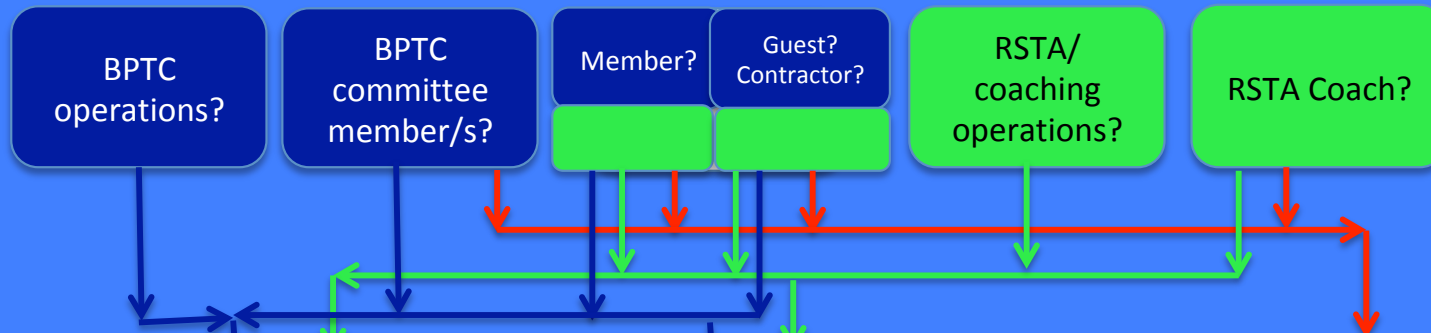 BPTC
operations?
BPTC
committee
member/s?
Member?
Guest?
Contractor?
RSTA/
coaching
operations?
RSTA Coach?